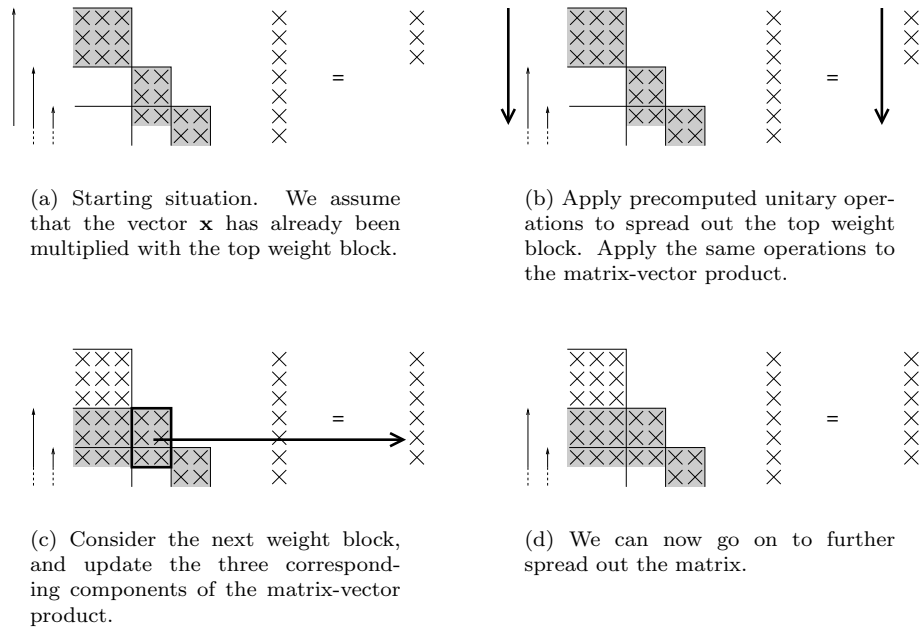 (a) Starting situation. We assume
that the vector x has already been
multiplied with the top weight block.
(b) Apply precomputed unitary oper-
ations to spread out the top weight
block. Apply the same operations to
the matrix-vector product.
(c) Consider the next weight block,
and update the three correspond-
ing components of the matrix-vector
product.
(d) We can now go on to further
spread out the matrix.